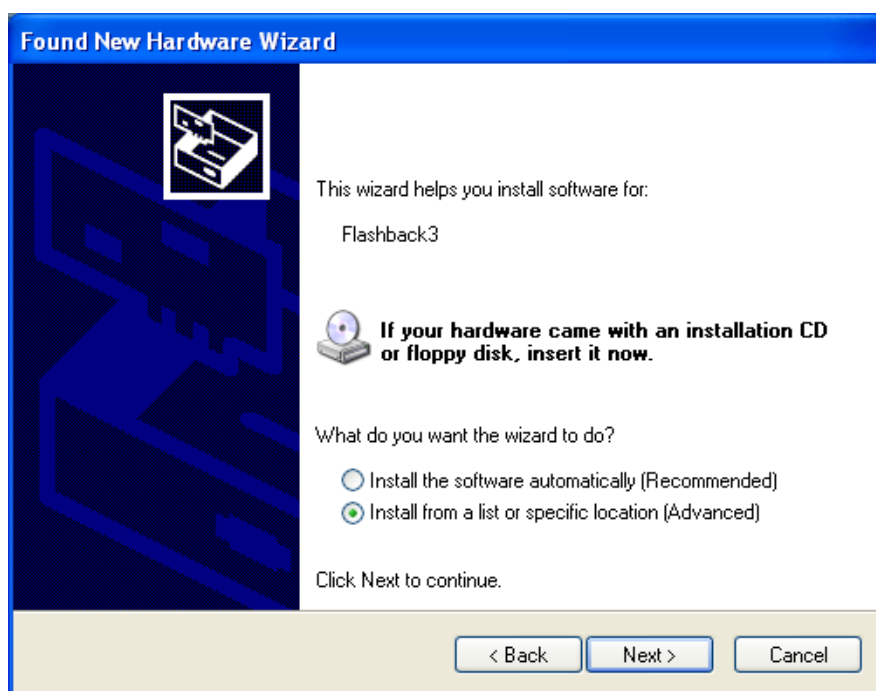 Found New Hardware Wizard
This wizard helps you install software for:
Flashback3
If your hardware came with an installation CD
or floppy disk, insert it now.
What do you want the wizard to do?
Install the software automatically (Recommended)
Install from a list or specific location (Advanced)
Click Next to continue.
< Back   Next >   Cancel